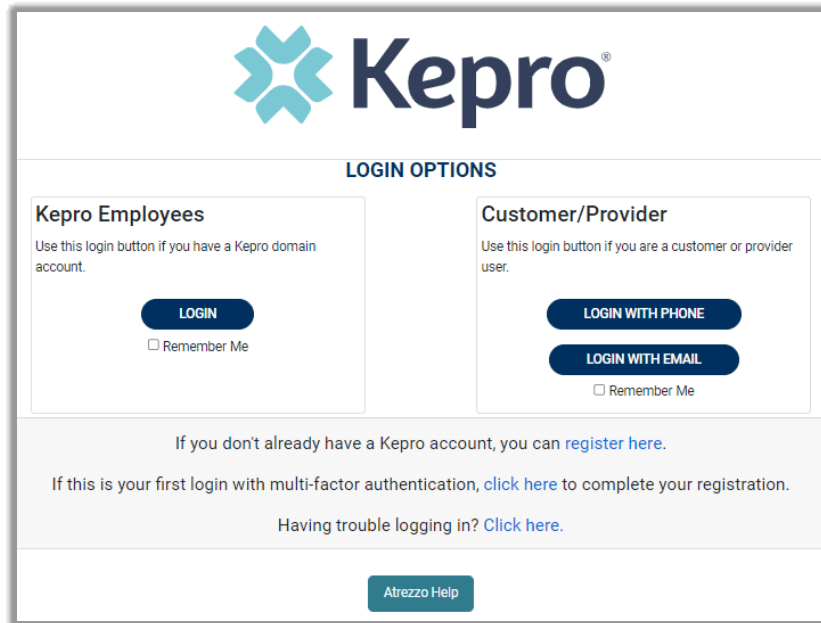 Kepro®
LOGIN OPTIONS
Kepro Employees
Use this login button if you have a Kepro domain
account.
LOGIN
Remember Me
Customer/Provider
Use this login button if you are a customer or provider
user.
LOGIN WITH PHONE
LOGIN WITH EMAIL
Remember Me
If you don't already have a Kepro account, you can register here.
If this is your first login with multi-factor authentication, click here to complete your registration.
Having trouble logging in? Click here.
Atrezzo Help